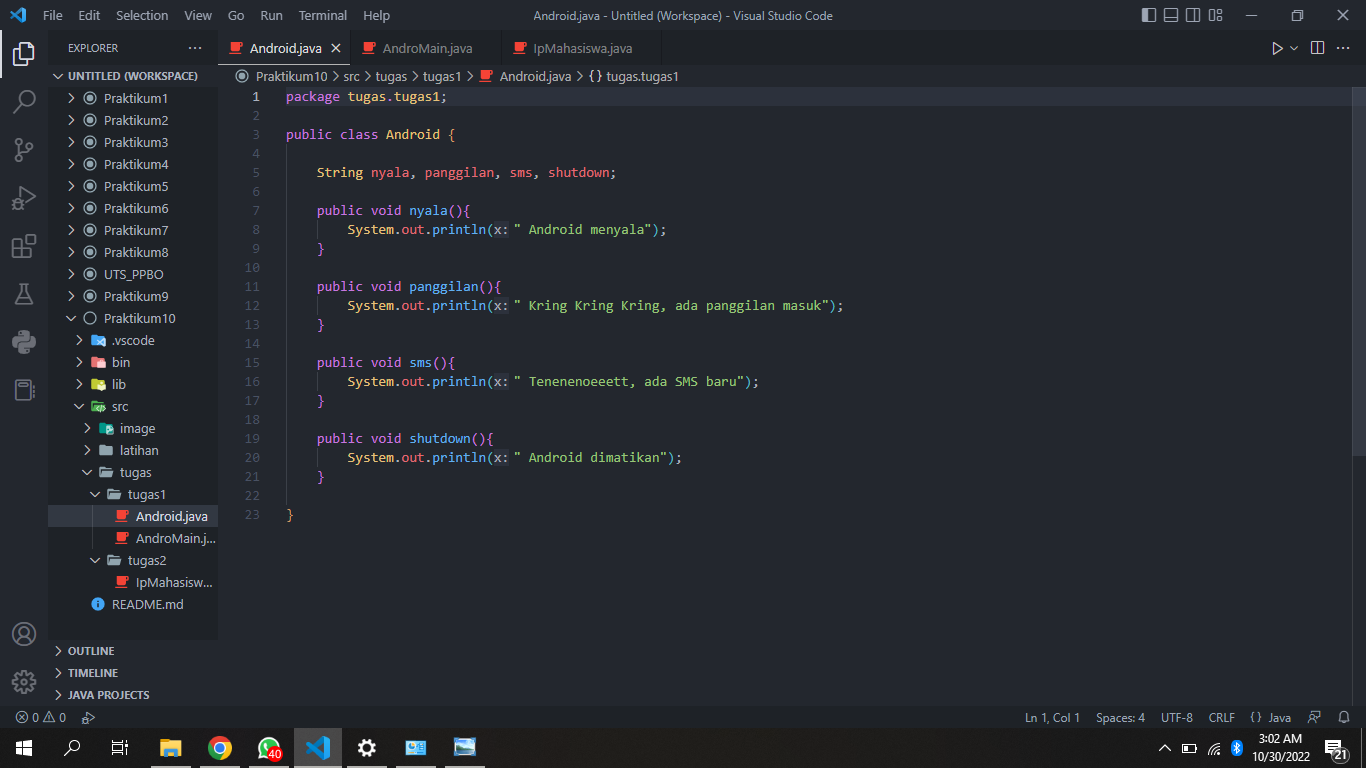 File Edit Selection View Go Run Terminal Help Android.java - Untitled (Workspace) - Visual Studio Code
EXPLORER
UNTITLED (WORKSPACE)
Praktikum1
Praktikum2
Praktikum3
Praktikum4
Praktikum5
Praktikum6
Praktikum7
Praktikum8
UTS_PPBO
Praktikum9
Praktikum10
.vscode
bin
lib
src
image
latihan
tugas
tugas1
Android.java
AndroMain.j...
tugas2
IpMahasisw...
README.md
OUTLINE
TIMELINE
JAVA PROJECTS
Android.java AndroMain.java IpMahasiswa.java
Praktikum10 > src > tugas > tugas1 > Android.java > {} tugas.tugas1
1 package tugas.tugas1;
2
3 public class Android {
4
5 String nyala, panggilan, sms, shutdown;
6
7 public void nyala(){
8 System.out.println(x: " Android menyala");
9 }
10
11 public void panggilan(){
12 System.out.println(x: " Kring Kring Kring, ada panggilan masuk");
13 }
14
15 public void sms(){
16 System.out.println(x: " Tenenenoeeett, ada SMS baru");
17 }
18
19 public void shutdown(){
20 System.out.println(x: " Android dimatikan");
21 }
22
23 }
0 0 Ln 1, Col 1 Spaces: 4 UTF-8 CRLF {} Java
40
3:02 AM
10/30/2022
21